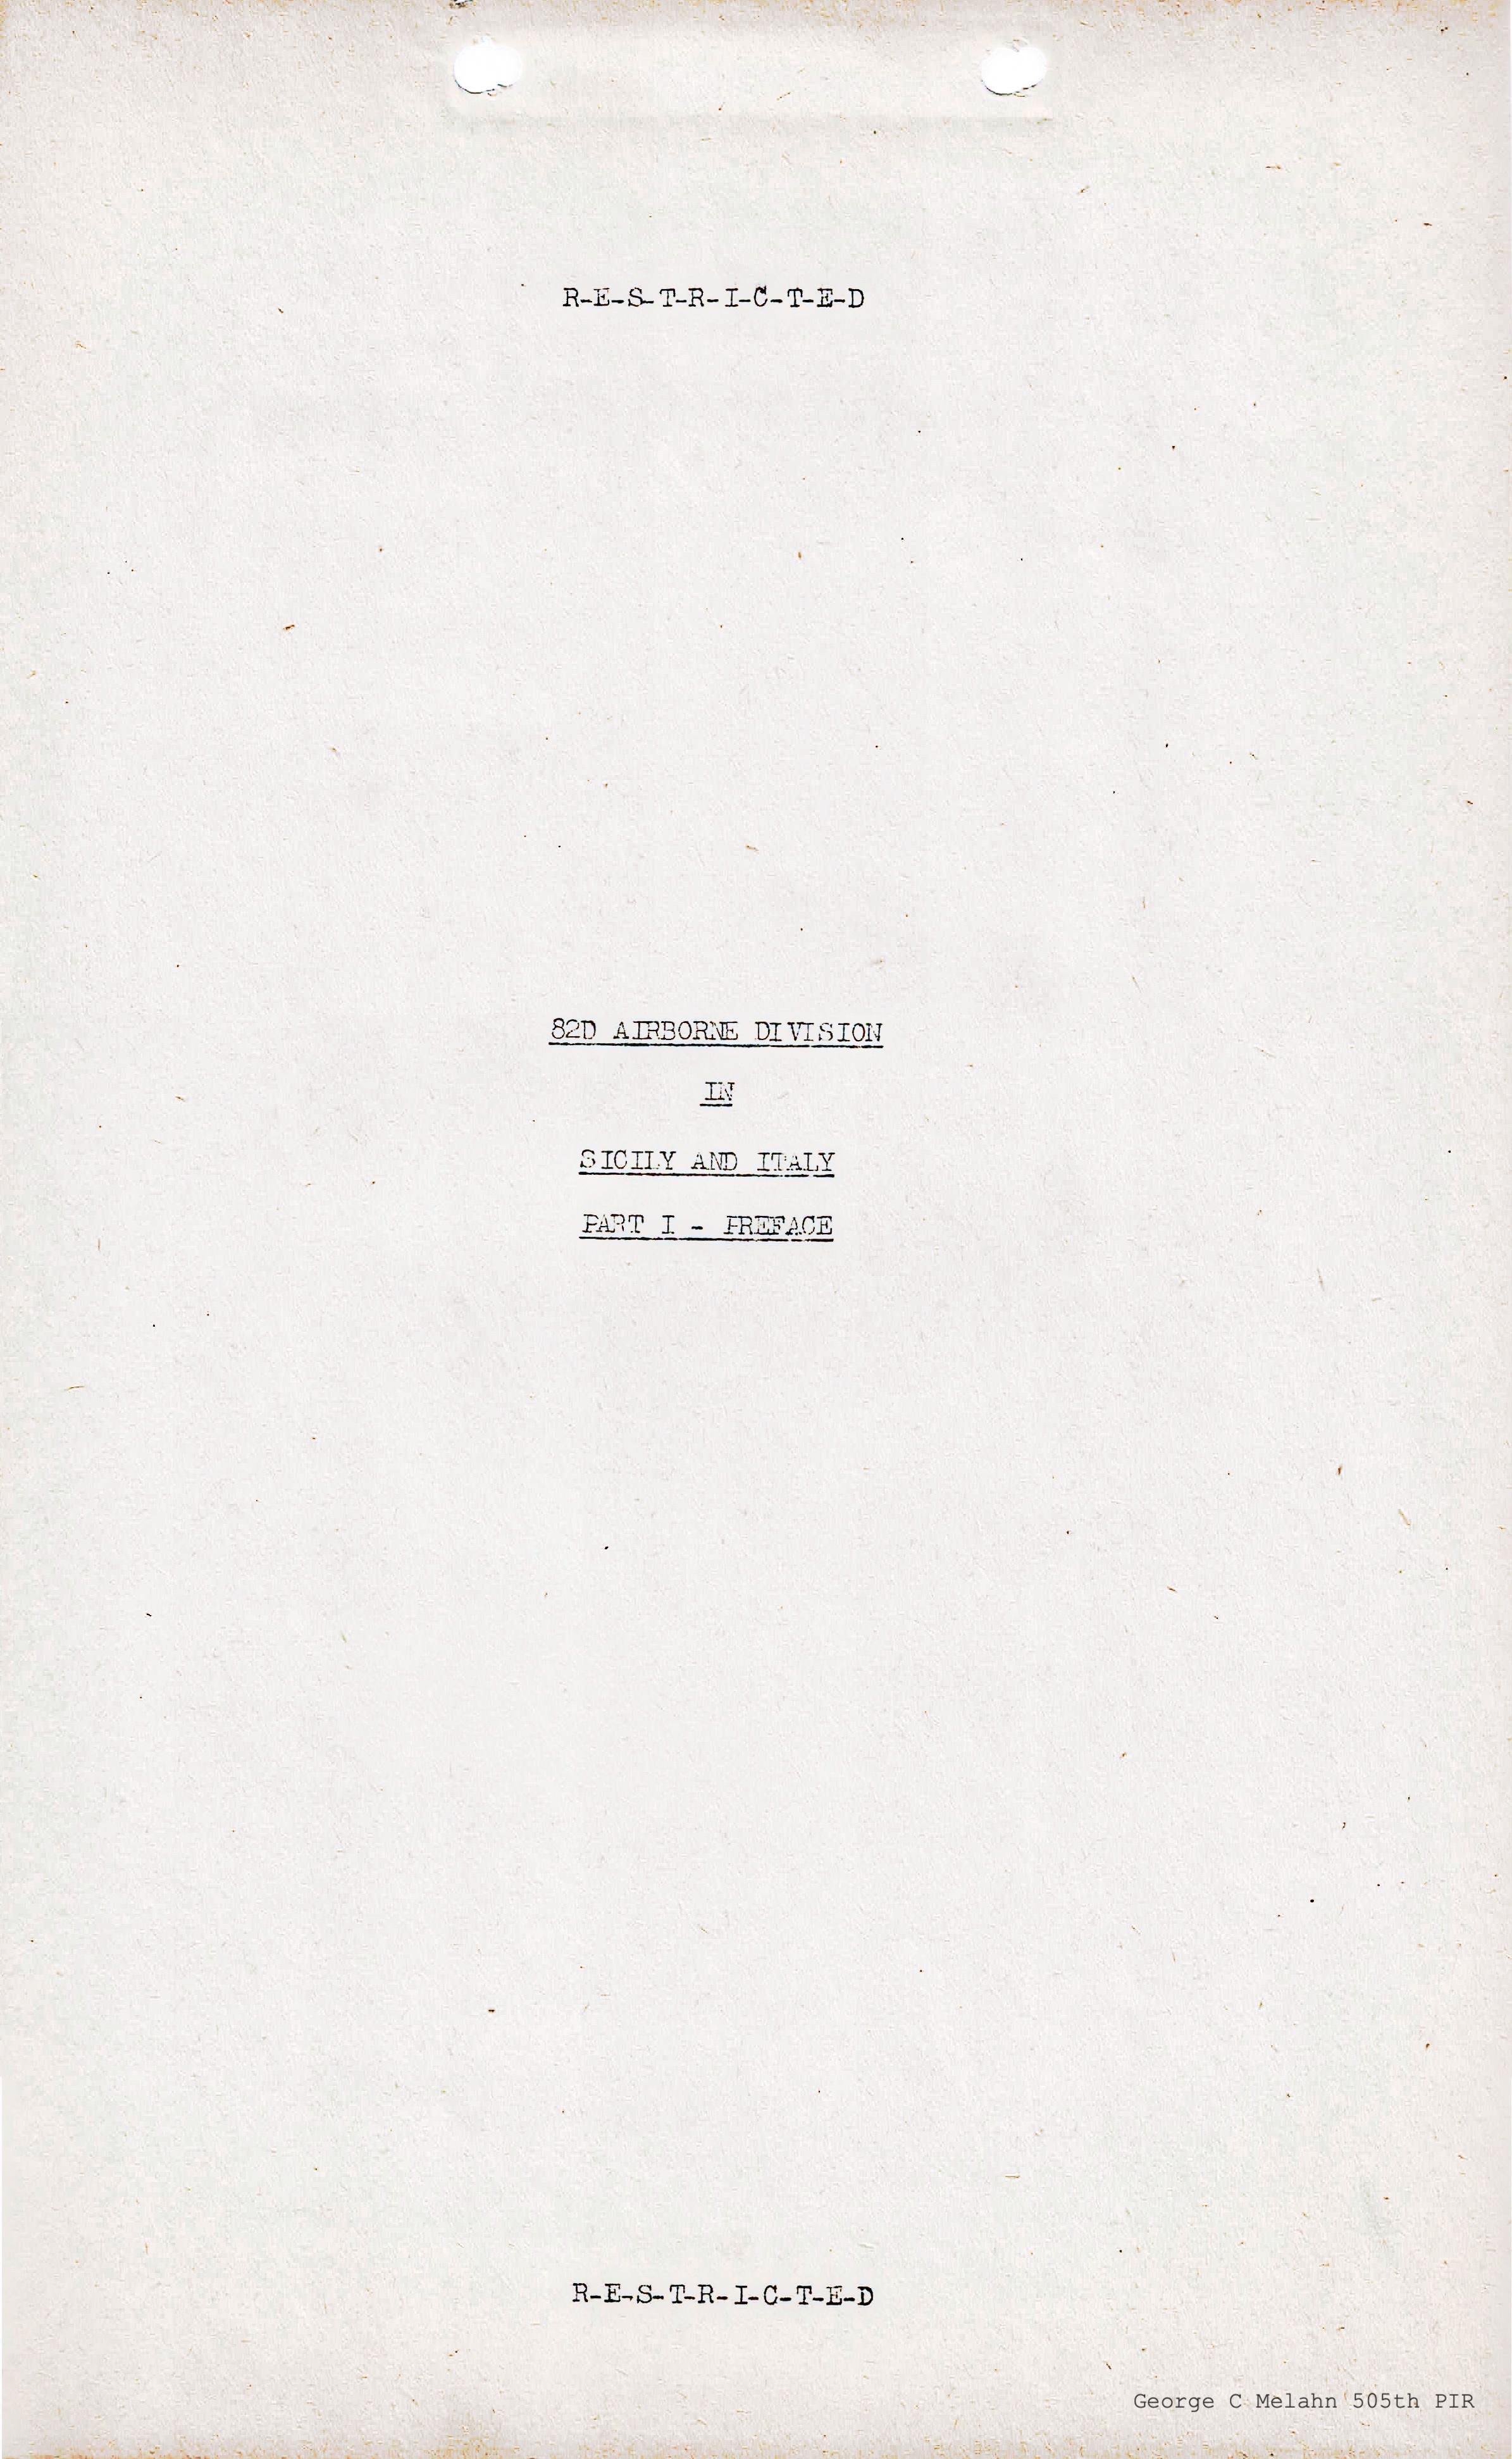 R-E-S-T-R-I-C-T-E-D
82D AIRBORNE DIVISION
IN
SICILY AND ITALY
PART I - PREFACE
R-E-S-T-R-I-C-T-E-D
George C Melahn 505th PIR